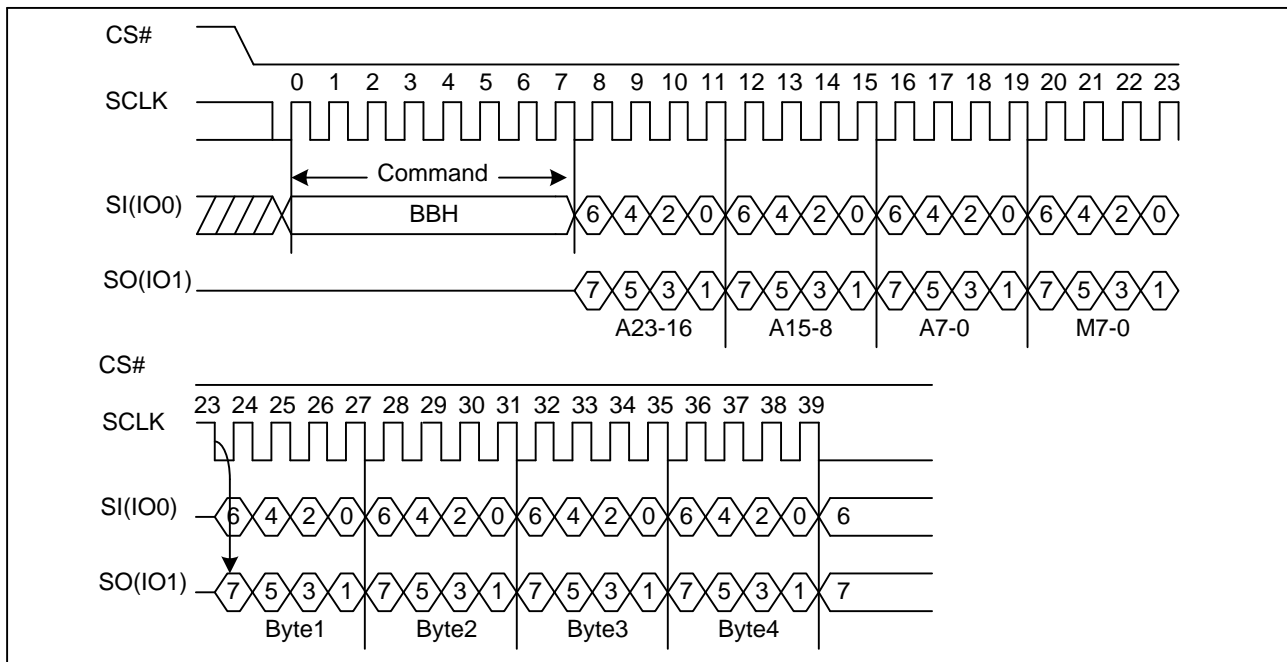 CS#
0 1 2 3 4 5 6 7 8 9 10 11 12 13 14 15 16 17 18 19 20 21 22 23
SCLK
Command
SI(IO0) BBH 6 4 2 0 6 4 2 0 6 4 2 0 6 4 2 0
SO(IO1) 7 5 3 1 7 5 3 1 7 5 3 1 7 5 3 1
A23-16 A15-8 A7-0 M7-0
CS#
23 24 25 26 27 28 29 30 31 32 33 34 35 36 37 38 39
SCLK
SI(IO0) 6 4 2 0 6 4 2 0 6 4 2 0 6 4 2 0 6
SO(IO1) 7 5 3 1 7 5 3 1 7 5 3 1 7 5 3 1 7
Byte1 Byte2 Byte3 Byte4